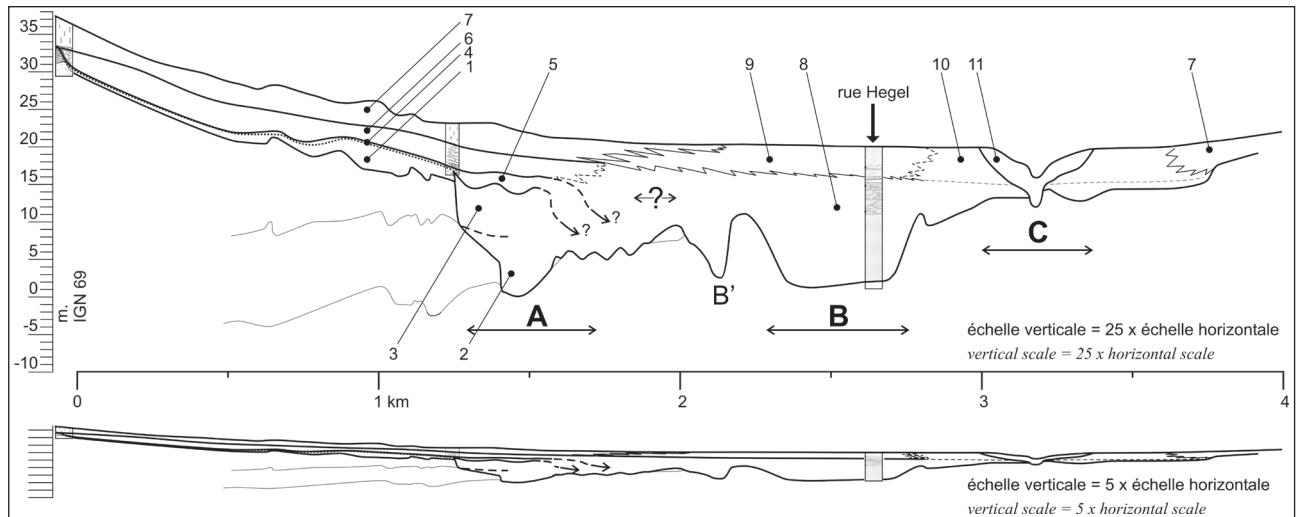 35
30
25
20
15
10
5
0
-5
-10
m.
IGN 69
7
6
4
1
5
9
8
rue Hegel
10
11
7
?
?
?
3
2
A
B'
B
C
échelle verticale = 25 x échelle horizontale
vertical scale = 25 x horizontal scale
0
1 km
2
3
4
échelle verticale = 5 x échelle horizontale
vertical scale = 5 x horizontal scale